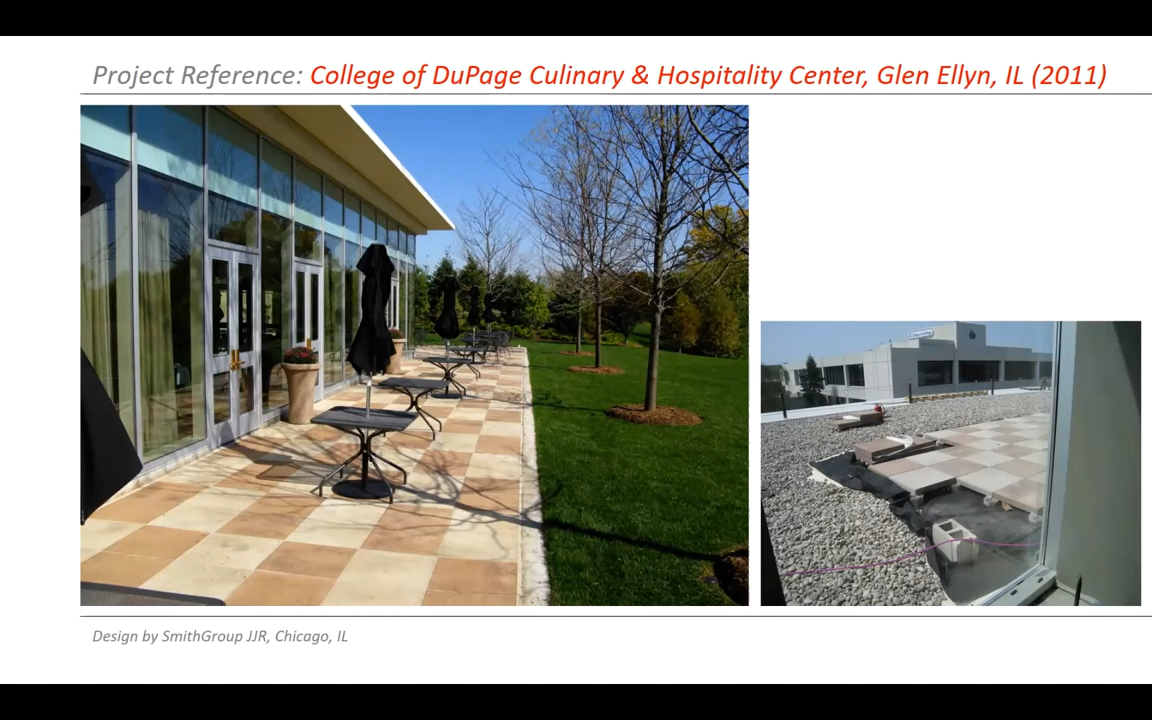 Project Reference: College of DuPage Culinary & Hospitality Center, Glen Ellyn, IL (2011)
Design by SmithGroup JJR, Chicago, IL